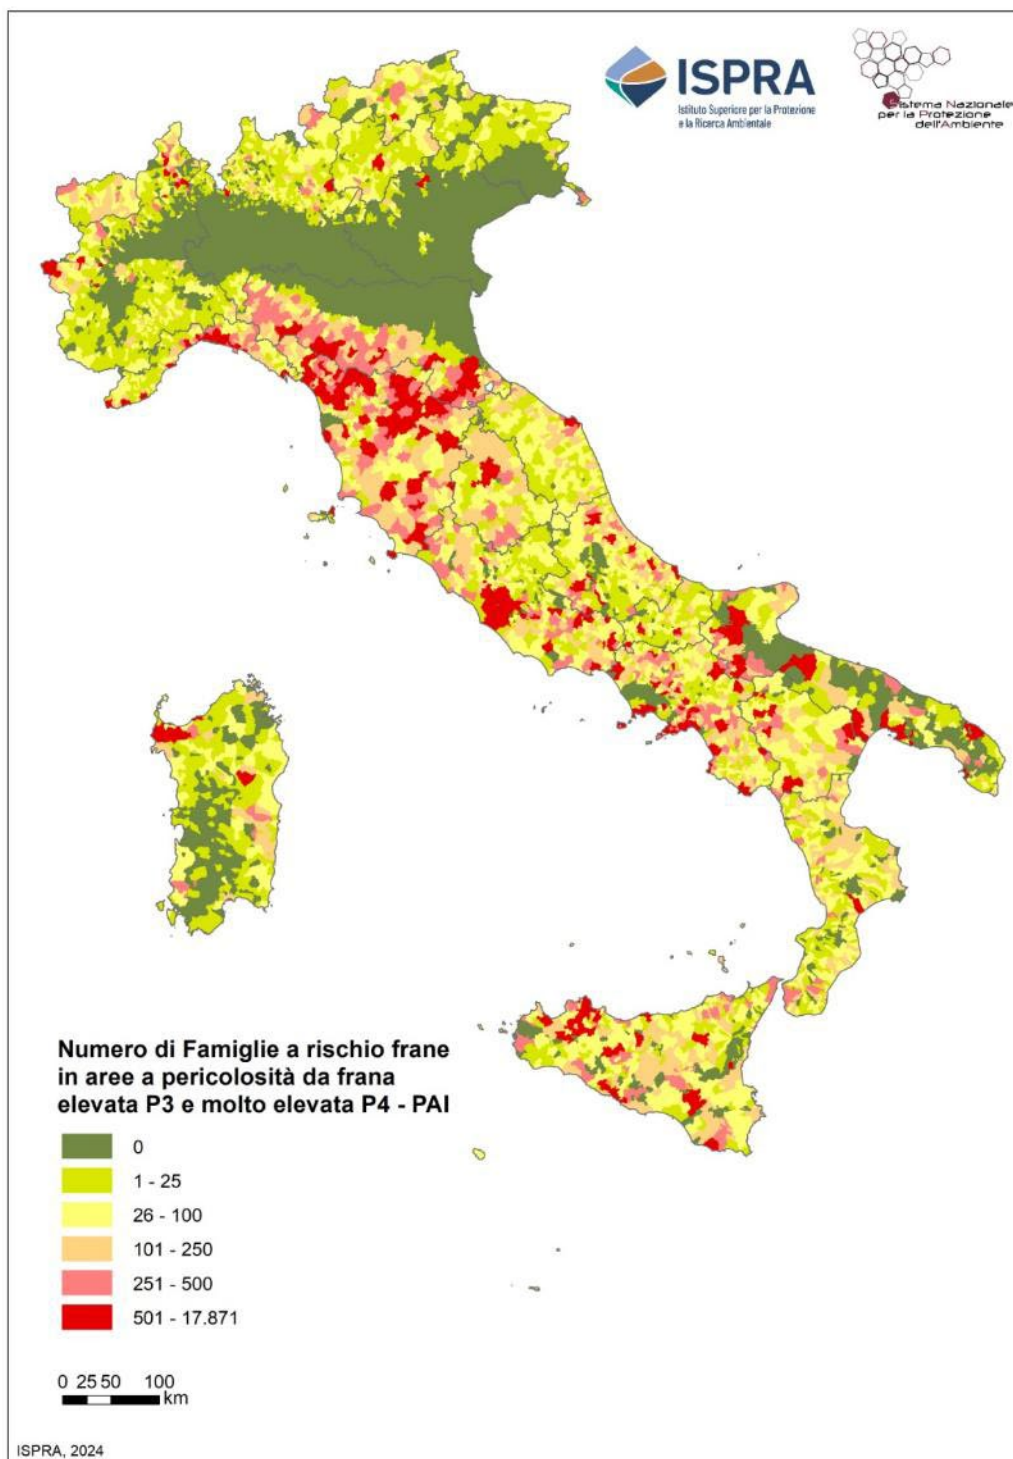 ISPRA
Istituto Superiore per la Protezione
e la Ricerca Ambientale
Sistema Nazionale
per la Protezione
dell'Ambiente
Numero di Famiglie a rischio frane
in aree a pericolosità da frana
elevata P3 e molto elevata P4 - PAI
0
1 - 25
26 - 100
101 - 250
251 - 500
501 - 17.871
0 25 50 100
km
ISPRA, 2024